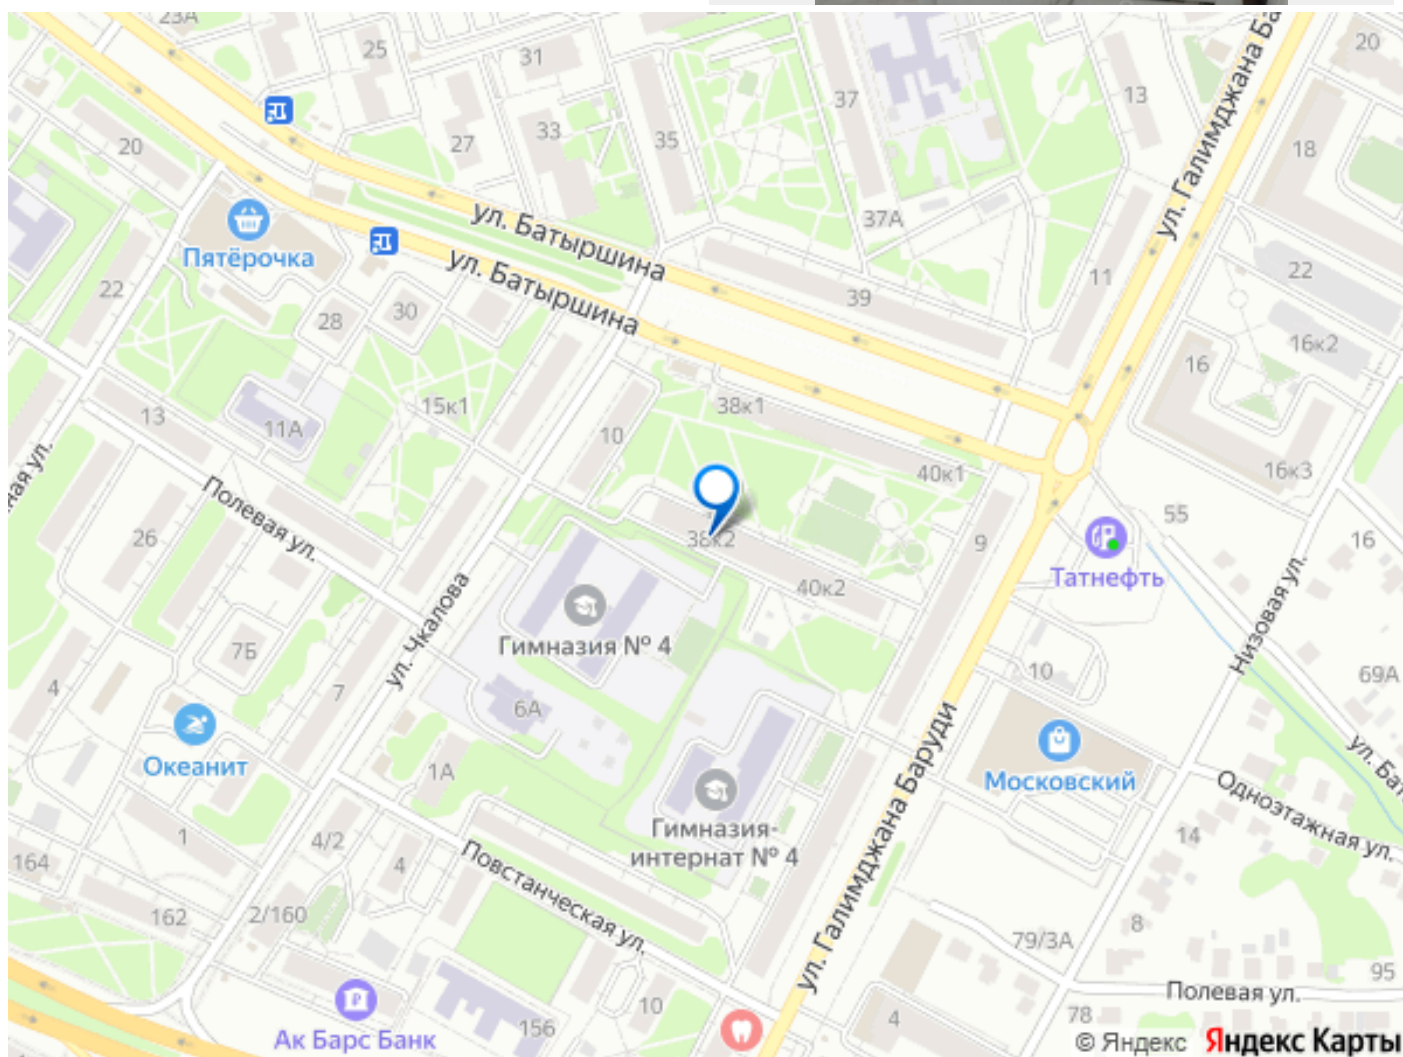 23А
25
31
20
37
13
18
20
27
33
35
ул. Галимджана Ба
37А
Пятёрочка
ул. Батыршина
ул. Батыршина
22
28
30
39
11
22
16к2
16
13
11А
15к1
10
38к1
40к1
16к3
ная ул.
Полевая ул.
26
38к2
9
55
16
Татнефть
40к2
Гимназия № 4
ул. Чкалова
Низовая ул.
7Б
4
7
6А
10
69А
Океанит
1А
Московский
ул. Бат
1
4/2
4
Гимназия-
интернат № 4
Одноэтажная ул.
14
164
162
2/160
Повстанческая ул.
ул. Галимджана Баруди
79/3А
8
95
Полевая ул.
Ак Барс Банк
156
10
4
78
© Яндекс Яндекс Карты